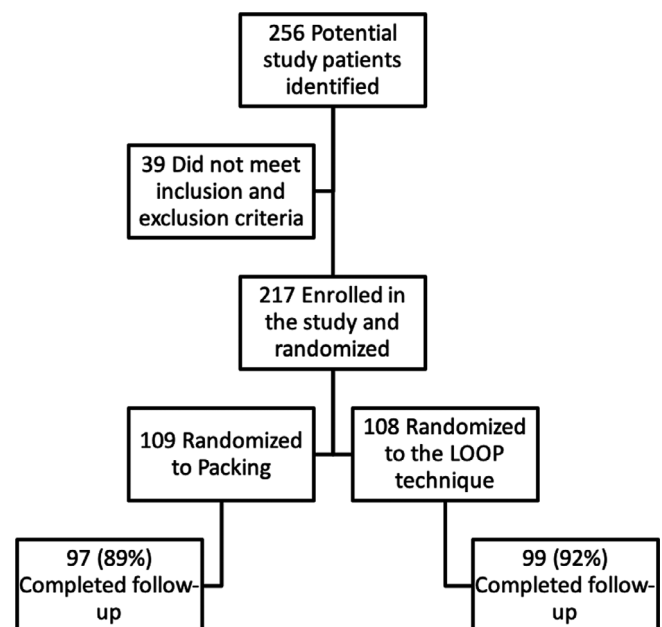 256 Potential
study patients
identified
39 Did not meet
inclusion and
exclusion criteria
217 Enrolled in
the study and
randomized
109 Randomized
to Packing
108 Randomized
to the LOOP
technique
97 (89%)
Completed follow-
up
99 (92%)
Completed follow-
up